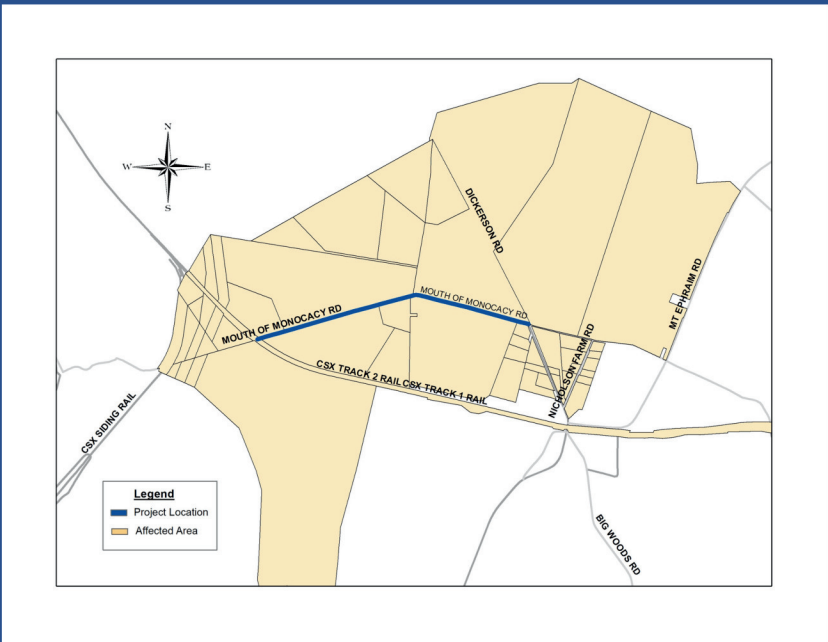 N
W E
S
DICKERSON RD
MT EPHRAIM RD
MOUTH OF MONOCACY RD
MOUTH OF MONOCACY RD
NICHOLSON FARM RD
CSX TRACK 2 RAIL CSX TRACK 1 RAIL
CSX SIDING RAIL
BIG WOODS RD
Legend
Project Location
Affected Area